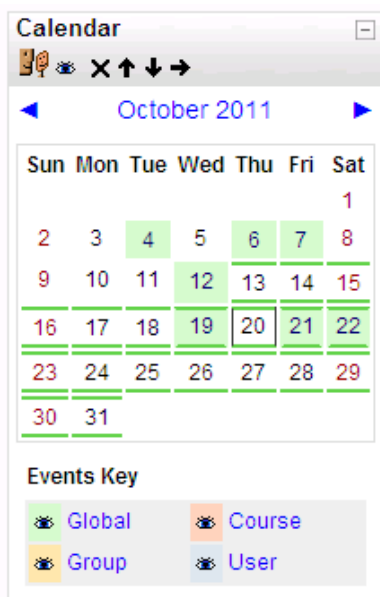 Calendar
October 2011
Sun Mon Tue Wed Thu Fri Sat
1
2 3 4 5 6 7 8
9 10 11 12 13 14 15
16 17 18 19 20 21 22
23 24 25 26 27 28 29
30 31
Events Key
Global Course
Group User